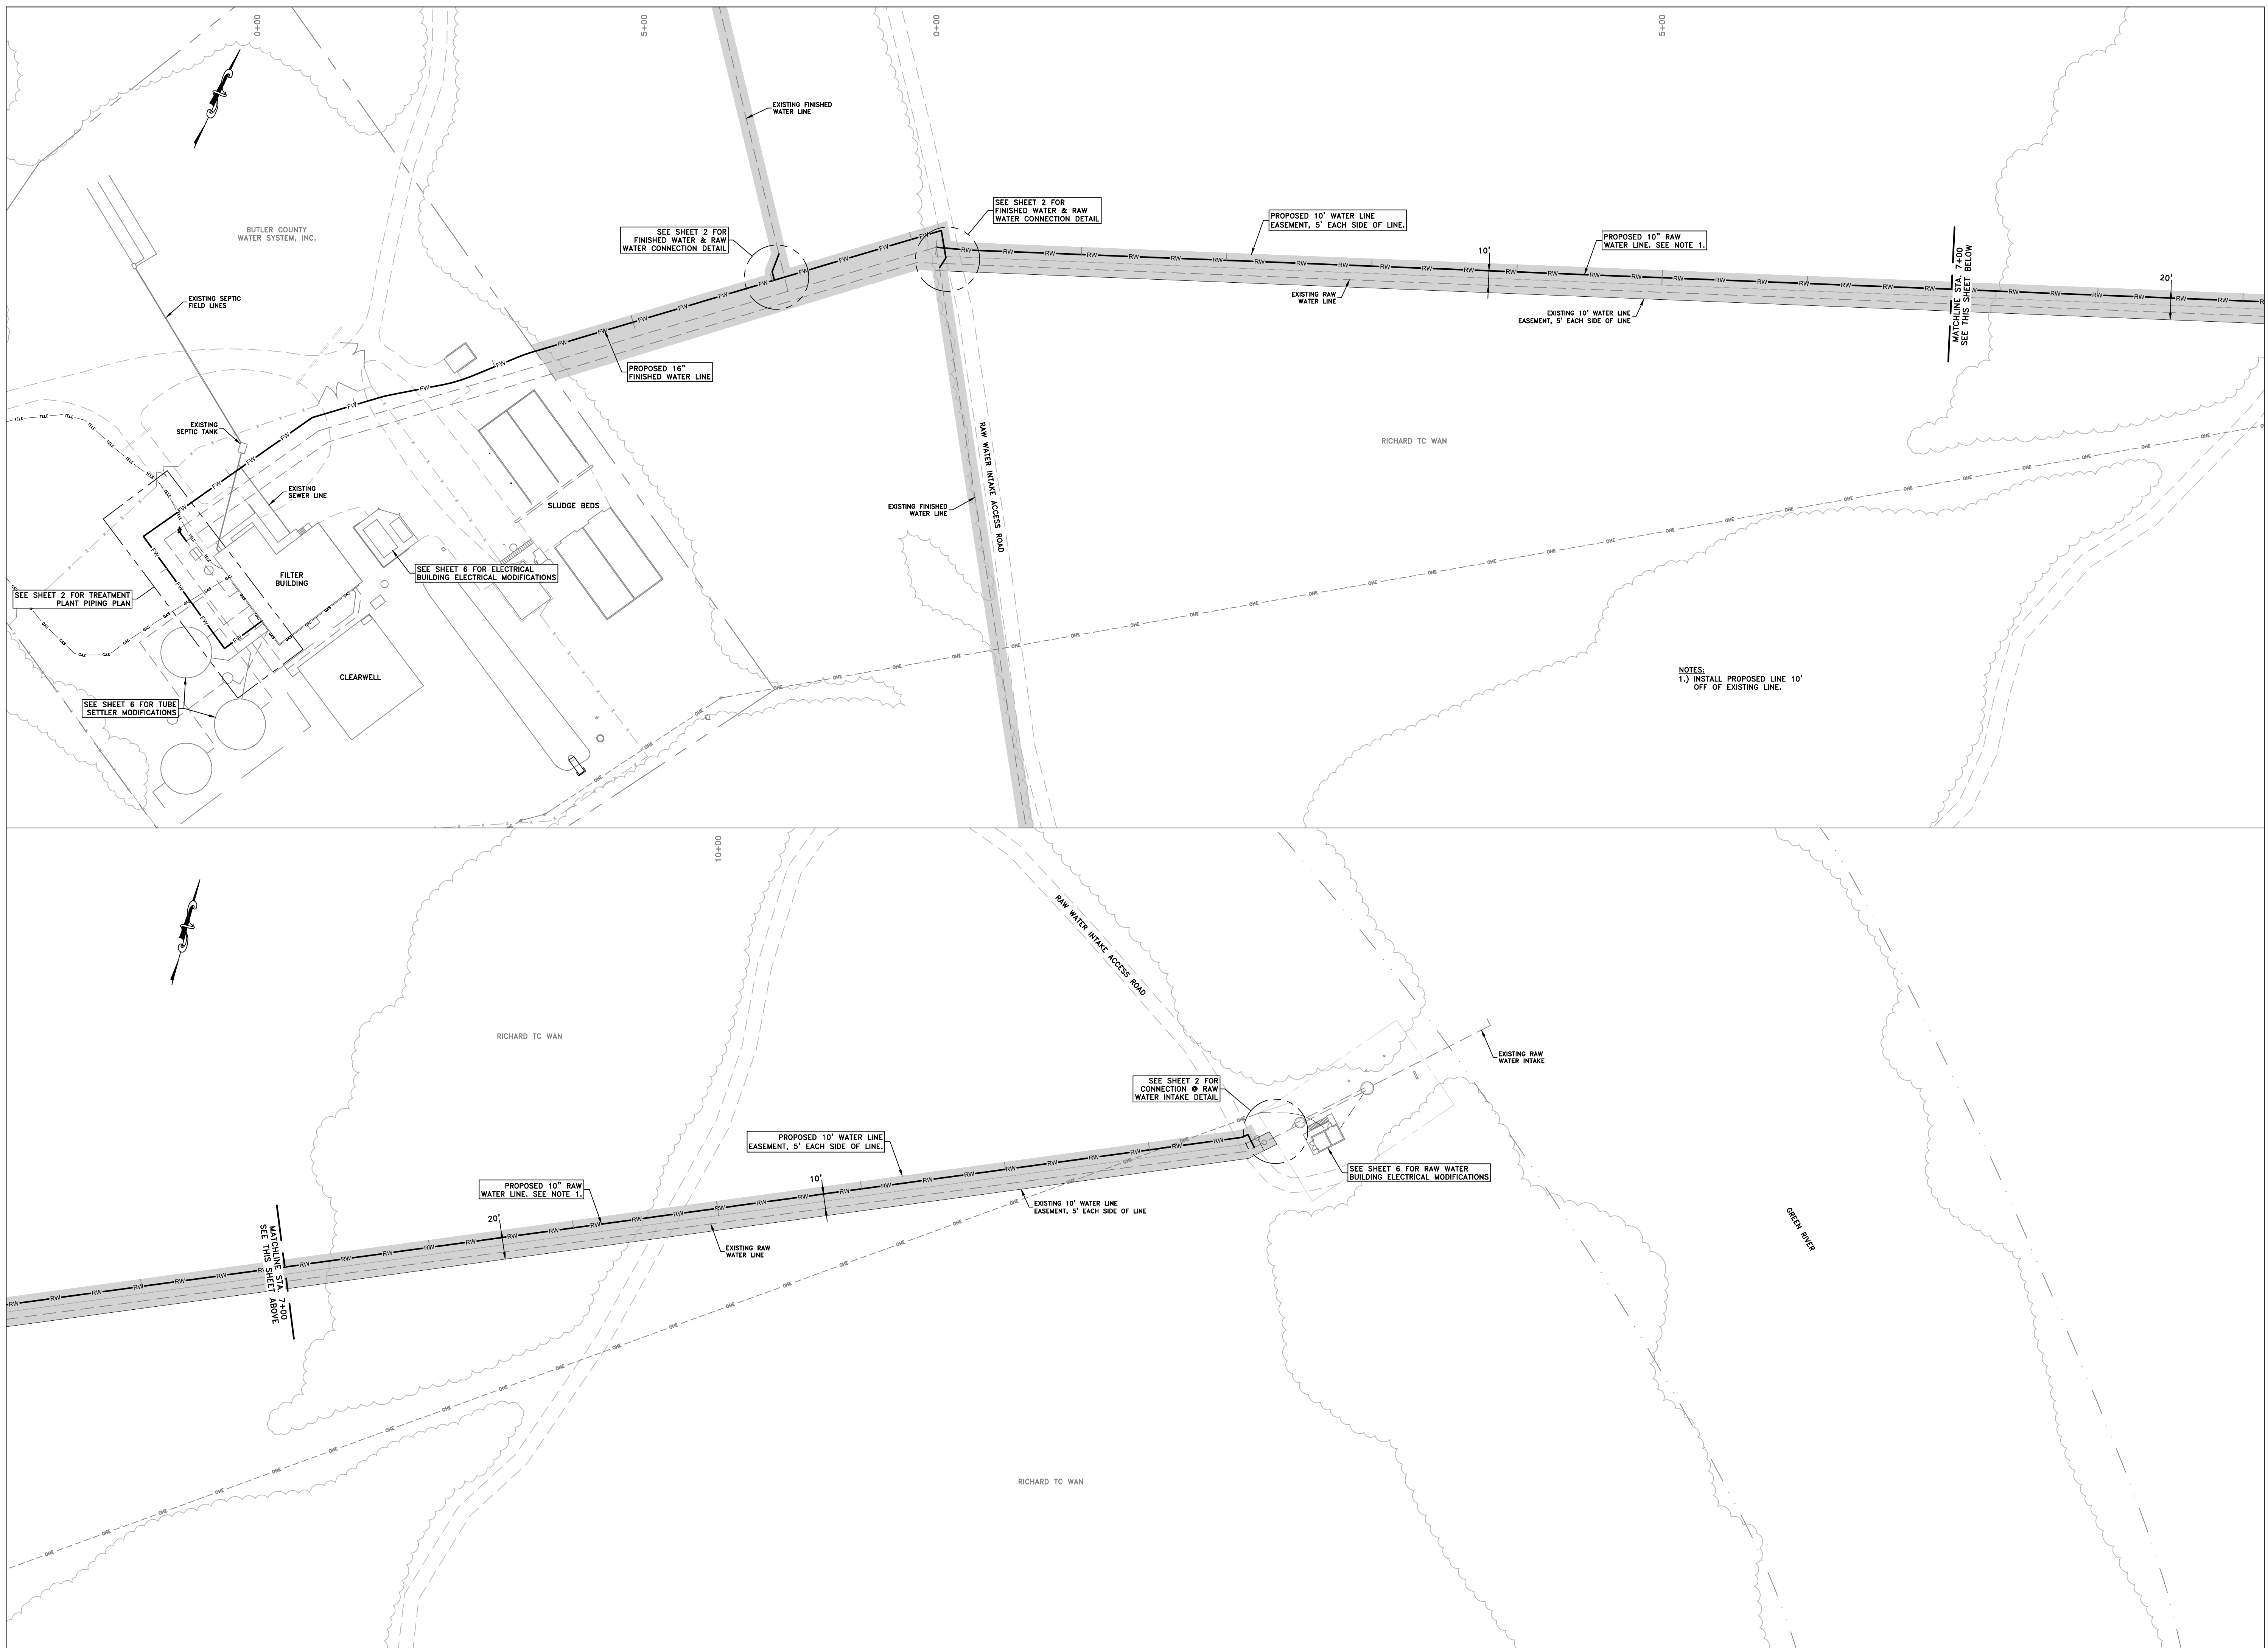 0+00
5+00
0+00
5+00
EXISTING FINISHED
WATER LINE
BUTLER COUNTY
WATER SYSTEM, INC.
SEE SHEET 2 FOR
FINISHED WATER & RAW
WATER CONNECTION DETAIL
SEE SHEET 2 FOR
FINISHED WATER & RAW
WATER CONNECTION DETAIL
PROPOSED 10' WATER LINE
EASEMENT, 5' EACH SIDE OF LINE.
PROPOSED 10" RAW
WATER LINE. SEE NOTE 1.
10'
20'
MATCHLINE STA. 7+00
SEE THIS SHEET BELOW
EXISTING SEPTIC
FIELD LINES
EXISTING RAW
WATER LINE
EXISTING 10' WATER LINE
EASEMENT, 5' EACH SIDE OF LINE
PROPOSED 16"
FINISHED WATER LINE
EXISTING
SEPTIC TANK
EXISTING
SEWER LINE
RICHARD TC WAN
RAW WATER INTAKE ACCESS ROAD
EXISTING FINISHED
WATER LINE
SLUDGE BEDS
FILTER
BUILDING
SEE SHEET 6 FOR ELECTRICAL
BUILDING ELECTRICAL MODIFICATIONS
SEE SHEET 2 FOR TREATMENT
PLANT PIPING PLAN
CLEARWELL
SEE SHEET 6 FOR TUBE
SETTLER MODIFICATIONS
NOTES:
1.) INSTALL PROPOSED LINE 10'
OFF OF EXISTING LINE.
FW
RW
OHE
TELE
GAS
10+00
RAW WATER INTAKE ACCESS ROAD
RICHARD TC WAN
EXISTING RAW
WATER INTAKE
SEE SHEET 2 FOR
CONNECTION @ RAW
WATER INTAKE DETAIL
PROPOSED 10' WATER LINE
EASEMENT, 5' EACH SIDE OF LINE.
SEE SHEET 6 FOR RAW WATER
BUILDING ELECTRICAL MODIFICATIONS
PROPOSED 10" RAW
WATER LINE. SEE NOTE 1.
10'
20'
EXISTING 10' WATER LINE
EASEMENT, 5' EACH SIDE OF LINE
EXISTING RAW
WATER LINE
MATCHLINE STA. 7+00
SEE THIS SHEET ABOVE
GREEN RIVER
RICHARD TC WAN
RW
OHE